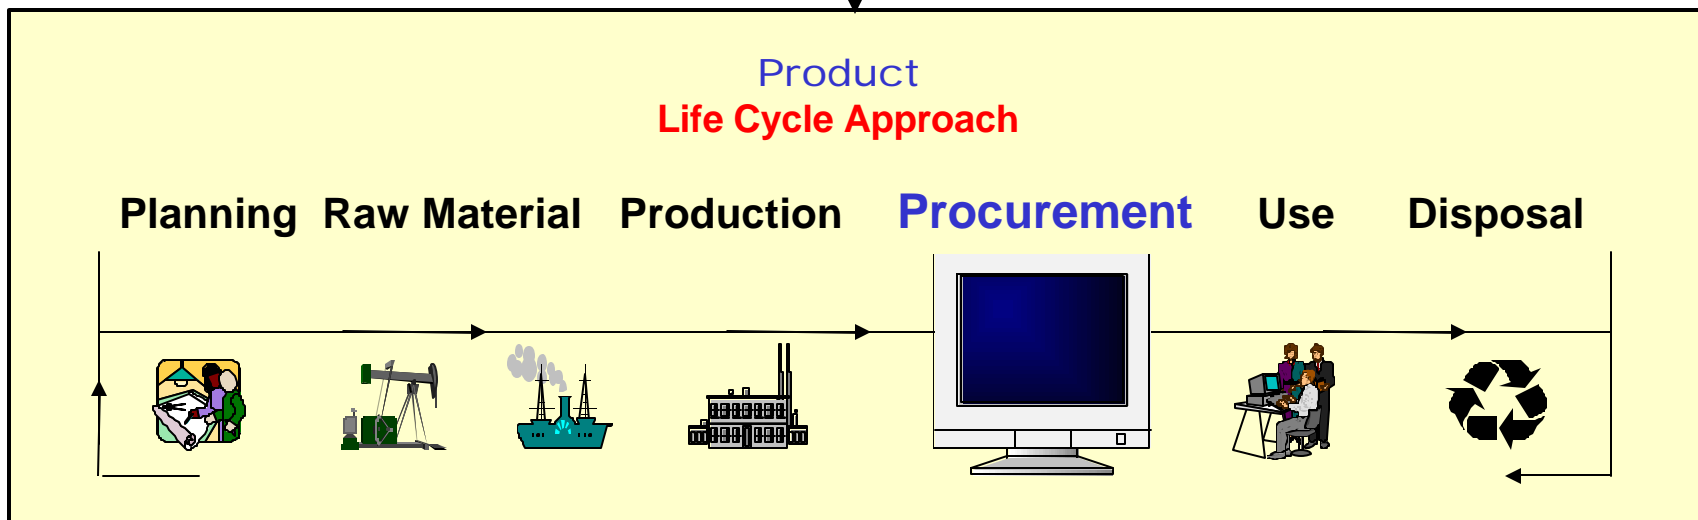 Product
Life Cycle Approach
Planning Raw Material Production Procurement Use Disposal